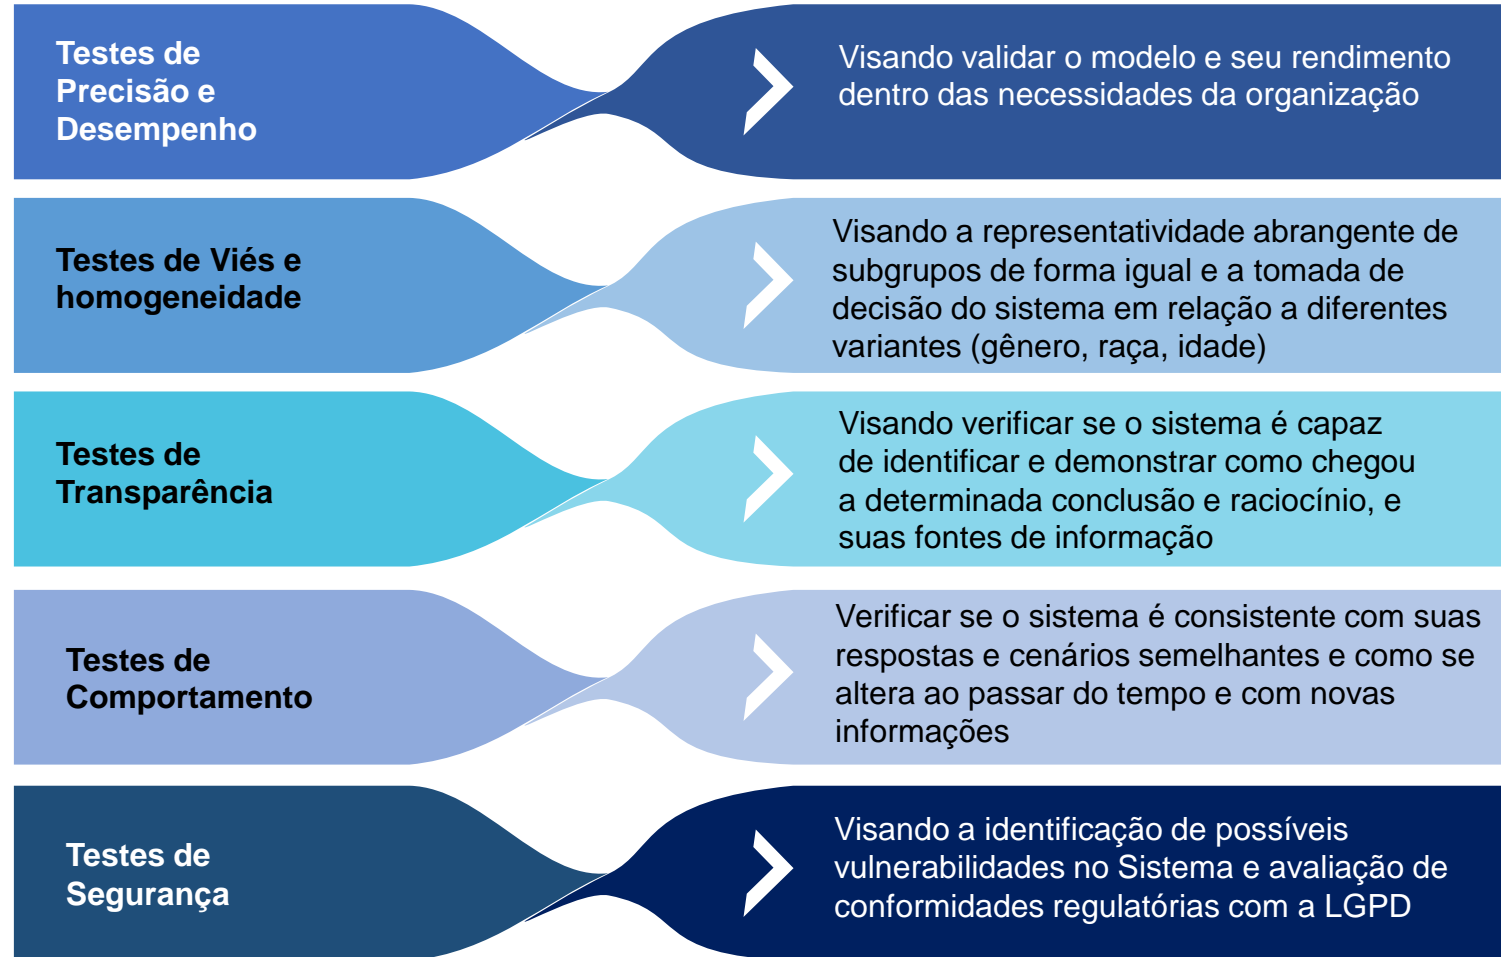 Testes de
Precisão e
Desempenho
Visando validar o modelo e seu rendimento
dentro das necessidades da organização
Testes de Viés e
homogeneidade
Visando a representatividade abrangente de
subgrupos de forma igual e a tomada de
decisão do sistema em relação a diferentes
variantes (gênero, raça, idade)
Testes de
Transparência
Visando verificar se o sistema é capaz
de identificar e demonstrar como chegou
a determinada conclusão e raciocínio, e
suas fontes de informação
Testes de
Comportamento
Verificar se o sistema é consistente com suas
respostas e cenários semelhantes e como se
altera ao passar do tempo e com novas
informações
Testes de
Segurança
Visando a identificação de possíveis
vulnerabilidades no Sistema e avaliação de
conformidades regulatórias com a LGPD